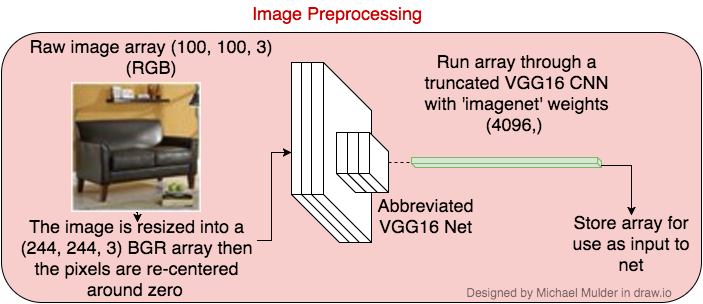 Image Preprocessing
Raw image array (100, 100, 3)
(RGB)
The image is resized into a
(244, 244, 3) BGR array then
the pixels are re-centered
around zero
Abbreviated
VGG16 Net
Run array through a
truncated VGG16 CNN
with 'imagenet' weights
(4096,)
Store array for
use as input to
net
Designed by Michael Mulder in draw.io